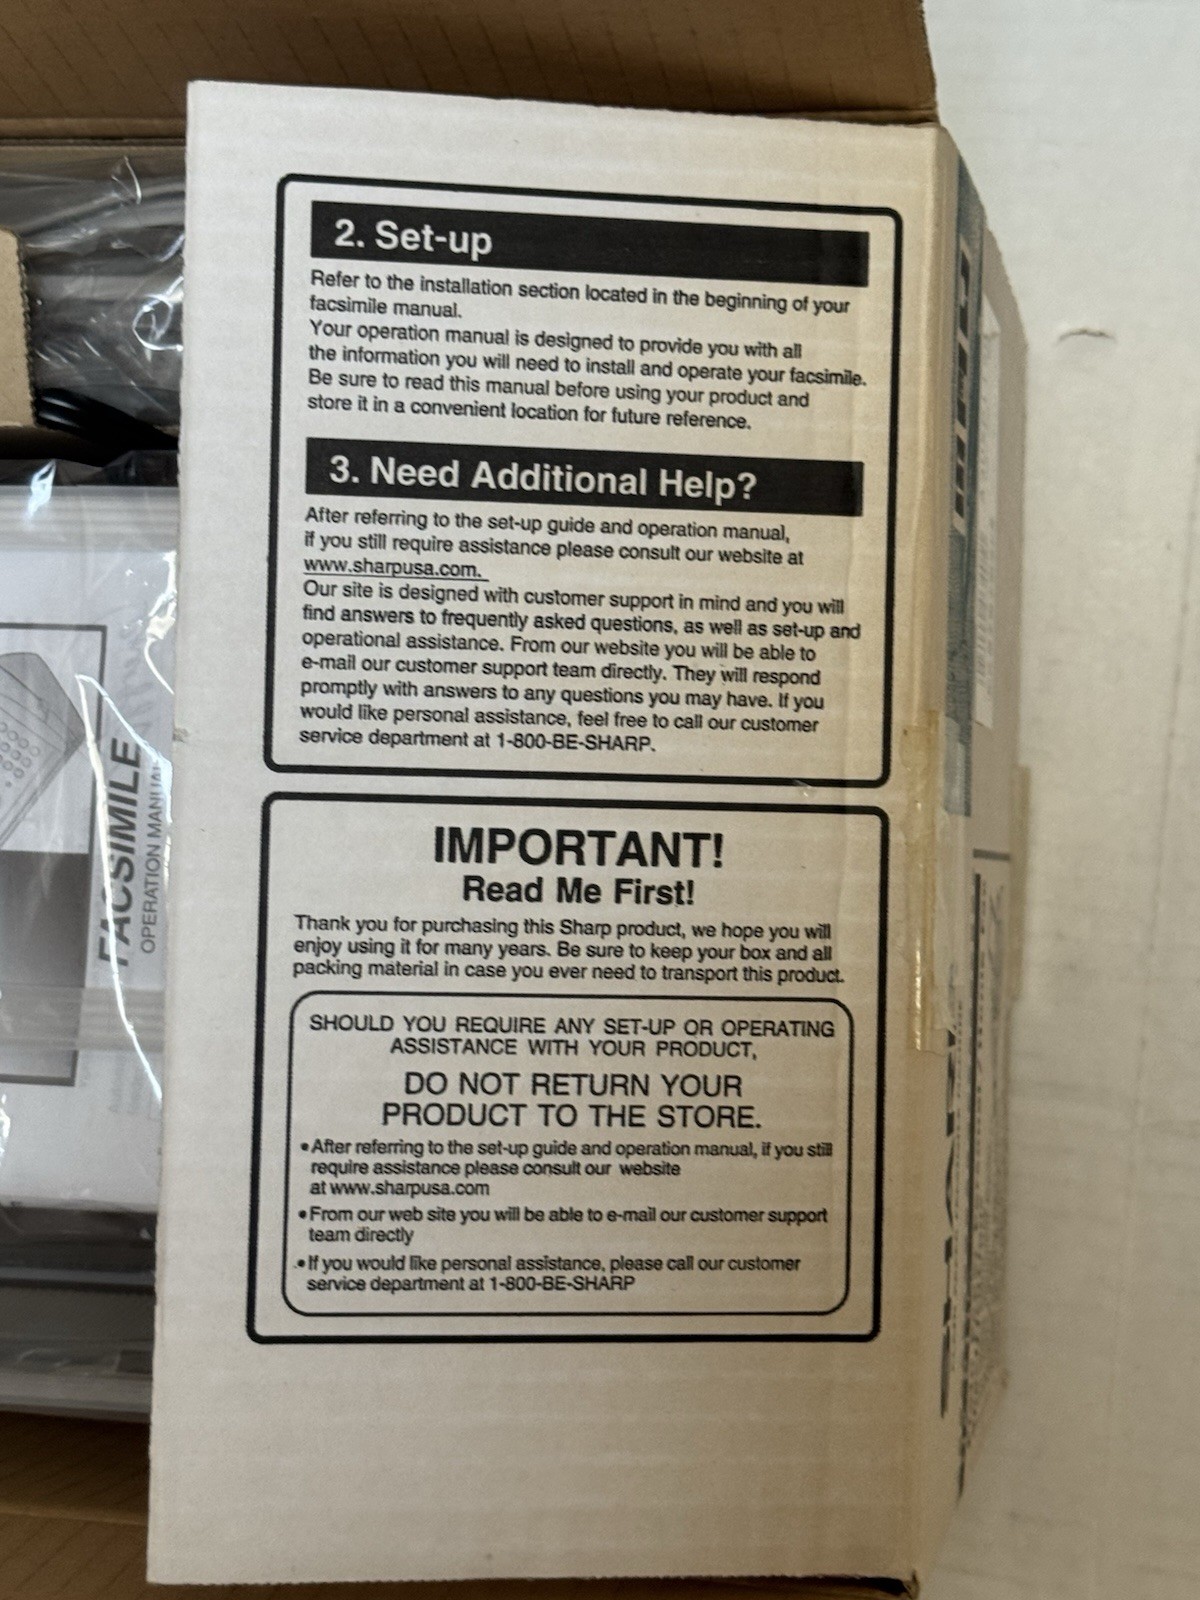 2. Set-up
Refer to the installation section located in the beginning of your
facsimile manual.
Your operation manual is designed to provide you with all
the information you will need to install and operate your facsimile.
Be sure to read this manual before using your product and
store it in a convenient location for future reference.
3. Need Additional Help?
After referring to the set-up guide and operation manual,
if you still require assistance please consult our website at
www.sharpusa.com.
Our site is designed with customer support in mind and you will
find answers to frequently asked questions, as well as set-up and
operational assistance. From our website you will be able to
e-mail our customer support team directly. They will respond
promptly with answers to any questions you may have. If you
would like personal assistance, feel free to call our customer
service department at 1-800-BE-SHARP.
IMPORTANT!
Read Me First!
Thank you for purchasing this Sharp product, we hope you will
enjoy using it for many years. Be sure to keep your box and all
packing material in case you ever need to transport this product.
SHOULD YOU REQUIRE ANY SET-UP OR OPERATING
ASSISTANCE WITH YOUR PRODUCT,
DO NOT RETURN YOUR
PRODUCT TO THE STORE.
• After referring to the set-up guide and operation manual, if you still
require assistance please consult our website
at www.sharpusa.com
• From our web site you will be able to e-mail our customer support
team directly
• If you would like personal assistance, please call our customer
service department at 1-800-BE-SHARP
FACSIMILE
OPERATION MANUAL